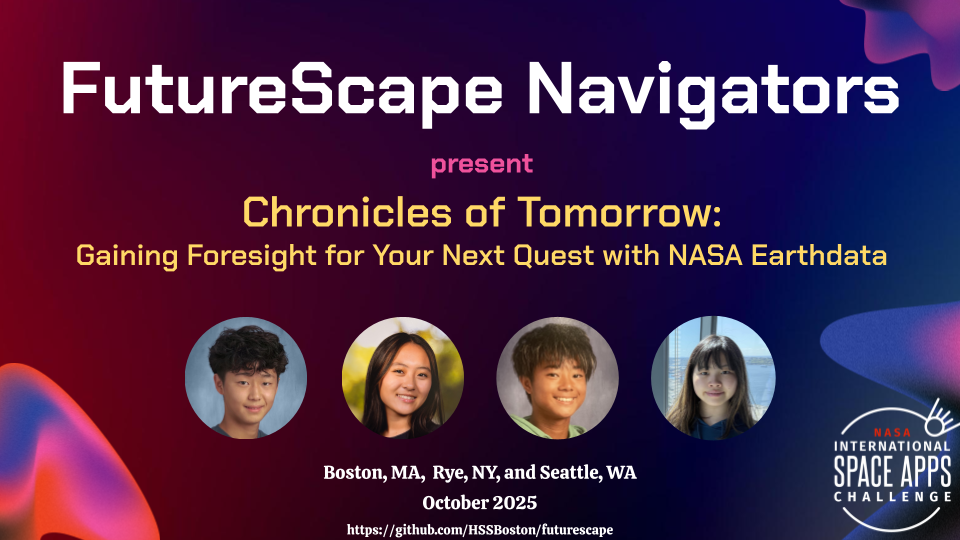 FutureScape Navigators
present
Chronicles of Tomorrow:
Gaining Foresight for Your Next Quest with NASA Earthdata
Boston, MA,  Rye, NY, and Seattle, WA
October 2025
https://github.com/HSSBoston/futurescape
NASA
INTERNATIONAL
SPACE APPS
CHALLENGE